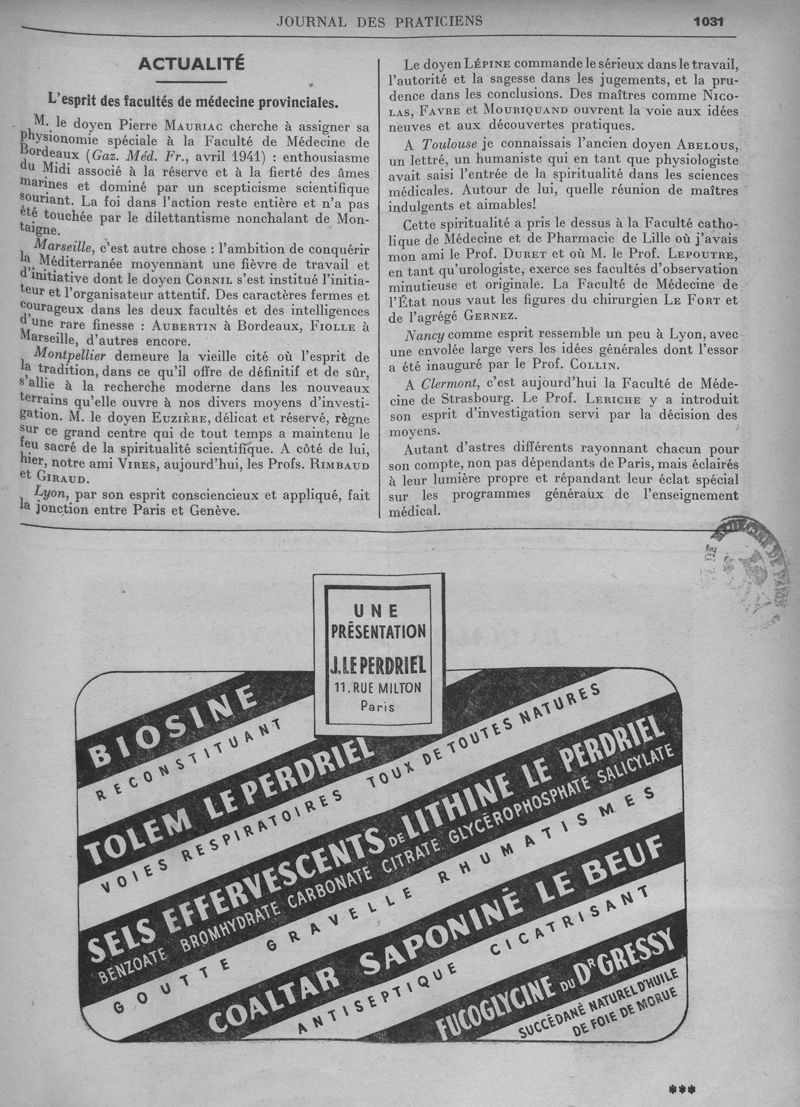 JOURNAL DES PRATICIENS 1031
ACTUALITÉ
L'esprit des facultés de médecine provinciales.
M. le doyen Pierre MAURIAC cherche à assigner sa
physionomie spéciale à la Faculté de Médecine de
Bordeaux (Gaz. Méd. Fr., avril 1941) : enthousiasme
du Midi associé à la réserve et à la fierté des âmes
marines et dominé par un scepticisme scientifique
souriant. La foi dans l'action reste entière et n'a pas
été touchée par le dilettantisme nonchalant de Mon-
taigne.
Marseille, c'est autre chose : l'ambition de conquérir
la Méditerranée moyennant une fièvre de travail et
d'initiative dont le doyen CORNIL s'est institué l'initia-
teur et l'organisateur attentif. Des caractères fermes et
courageux dans les deux facultés et des intelligences
d'une rare finesse : AUBERTIN à Bordeaux, FIOLLE à
Marseille, d'autres encore.
Montpellier demeure la vieille cité où l'esprit de
la tradition, dans ce qu'il offre de définitif et de sûr,
s'allie à la recherche moderne dans les nouveaux
terrains qu'elle ouvre à nos divers moyens d'investi-
gation. M. le doyen EUZIÈRE, délicat et réservé, règne
sur ce grand centre qui de tout temps a maintenu le
feu sacré de la spiritualité scientifique. A côté de lui,
hier, notre ami VIRES, aujourd'hui, les Profs. RIMBAUD
et GIRAUD.
Lyon, par son esprit consciencieux et appliqué, fait
la jonction entre Paris et Genève.
Le doyen LÉPINE commande le sérieux dans le travail,
l'autorité et la sagesse dans les jugements, et la pru-
dence dans les conclusions. Des maîtres comme NICO-
LAS, FAVRE et MOURIQUAND ouvrent la voie aux idées
neuves et aux découvertes pratiques.
A Toulouse je connaissais l'ancien doyen ABELOUS,
un lettré, un humaniste qui en tant que physiologiste
avait saisi l'entrée de la spiritualité dans les sciences
médicales. Autour de lui, quelle réunion de maîtres
indulgents et aimables!
Cette spiritualité a pris le dessus à la Faculté catho-
lique de Médecine et de Pharmacie de Lille où j'avais
mon ami le Prof. DURET et où M. le Prof. LEPOUTRE,
en tant qu'urologiste, exerce ses facultés d'observation
minutieuse et originale. La Faculté de Médecine de
l'État nous vaut les figures du chirurgien LE FORT et
de l'agrégé GERNEZ.
Nancy comme esprit ressemble un peu à Lyon, avec
une envolée large vers les idées générales dont l'essor
a été inauguré par le Prof. COLLIN.
A Clermont, c'est aujourd'hui la Faculté de Méde-
cine de Strasbourg. Le Prof. LERICHE y a introduit
son esprit d'investigation servi par la décision des
moyens.
Autant d'astres différents rayonnant chacun pour
son compte, non pas dépendants de Paris, mais éclairés
à leur lumière propre et répandant leur éclat spécial
sur les programmes généraux de l'enseignement
médical.
UNE
PRÉSENTATION
J. LE PERDRIEL
11. RUE MILTON
Paris
BIOSINE
RECONSTITUANT
TOLEM LE PERDRIEL
VOIES RESPIRATOIRES TOUX DE TOUTES NATURES
SELS EFFERVESCENTS DE LITHINE LE PERDRIEL
BENZOATE BROMHYDRATE CARBONATE CITRATE GLYCÉROPHOSPHATE SALICYLATE
GOUTTE GRAVELLE RHUMATISMES
COALTAR SAPONINÉ LE BEUF
ANTISEPTIQUE CICATRISANT
FUCOGLYCINE DU DR GRESSY
SUCCÉDANÉ NATUREL D'HUILE
DE FOIE DE MORUE
***